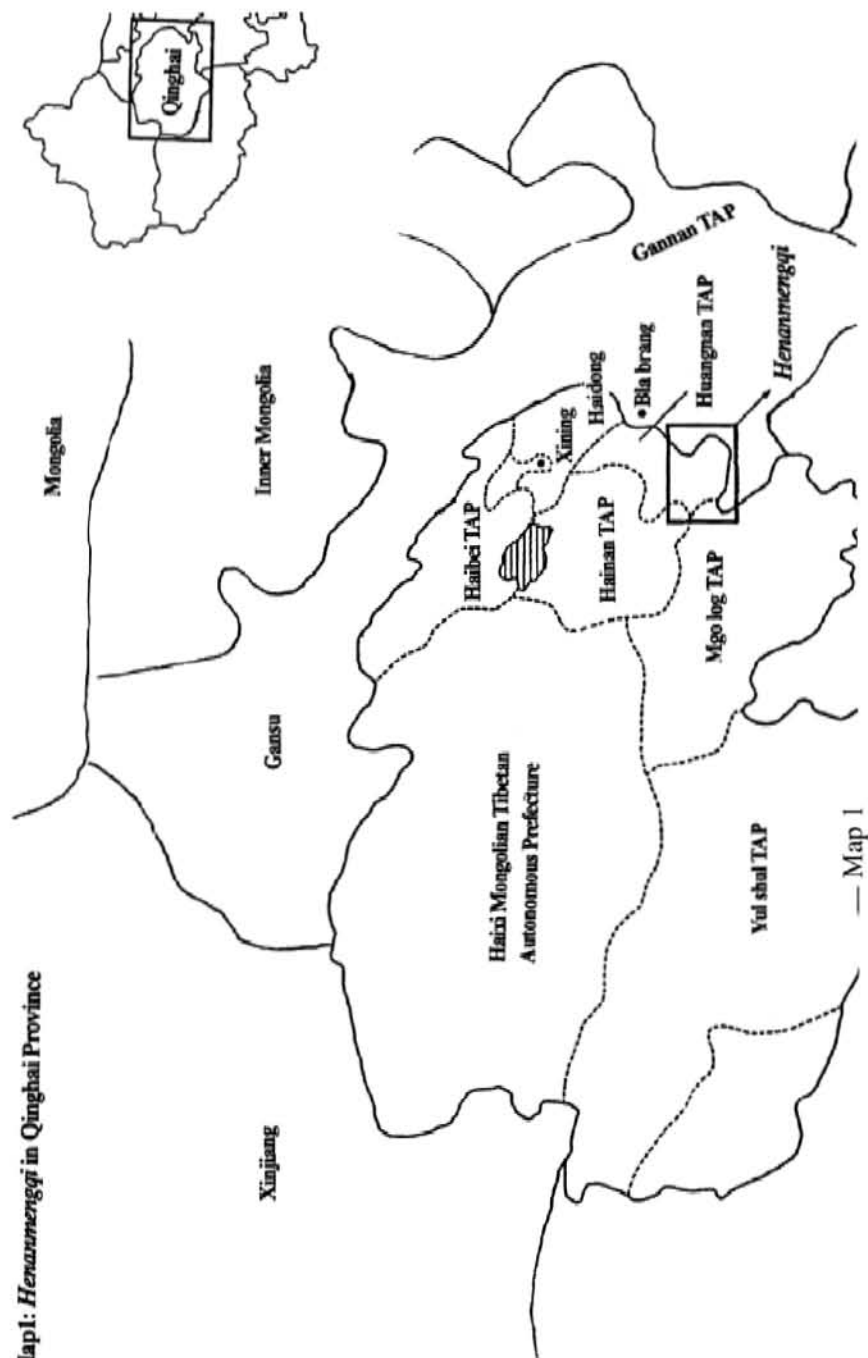 ap1: Henanmengqi in Qinghai Province
Qinghai
Mongolia
Inner Mongolia
Xinjiang
Gansu
Haixi Mongolian Tibetan
Autonomous Prefecture
Haibei TAP
Xining
Haidong
Bla brang
Gannan TAP
Hainan TAP
Huangnan TAP
Henanmengqi
Mgo log TAP
Yul shul TAP
— Map 1